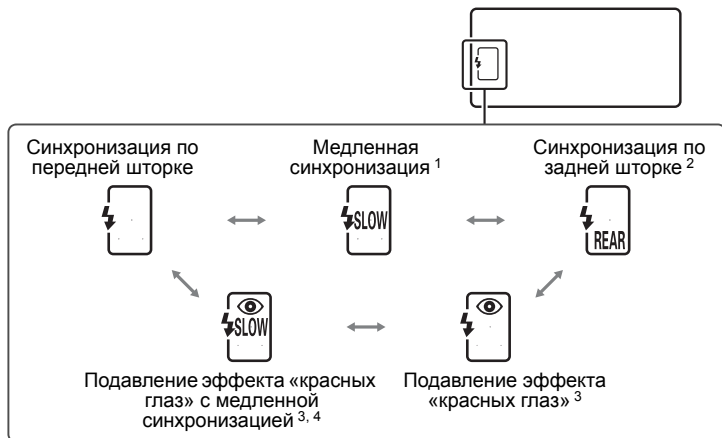 Синхронизация по
передней шторке
Медленная
синхронизация 1
Синхронизация по
задней шторке 2
SLOW
REAR
SLOW
Подавление эффекта «красных
глаз» с медленной
синхронизацией 3, 4
Подавление эффекта
«красных глаз» 3